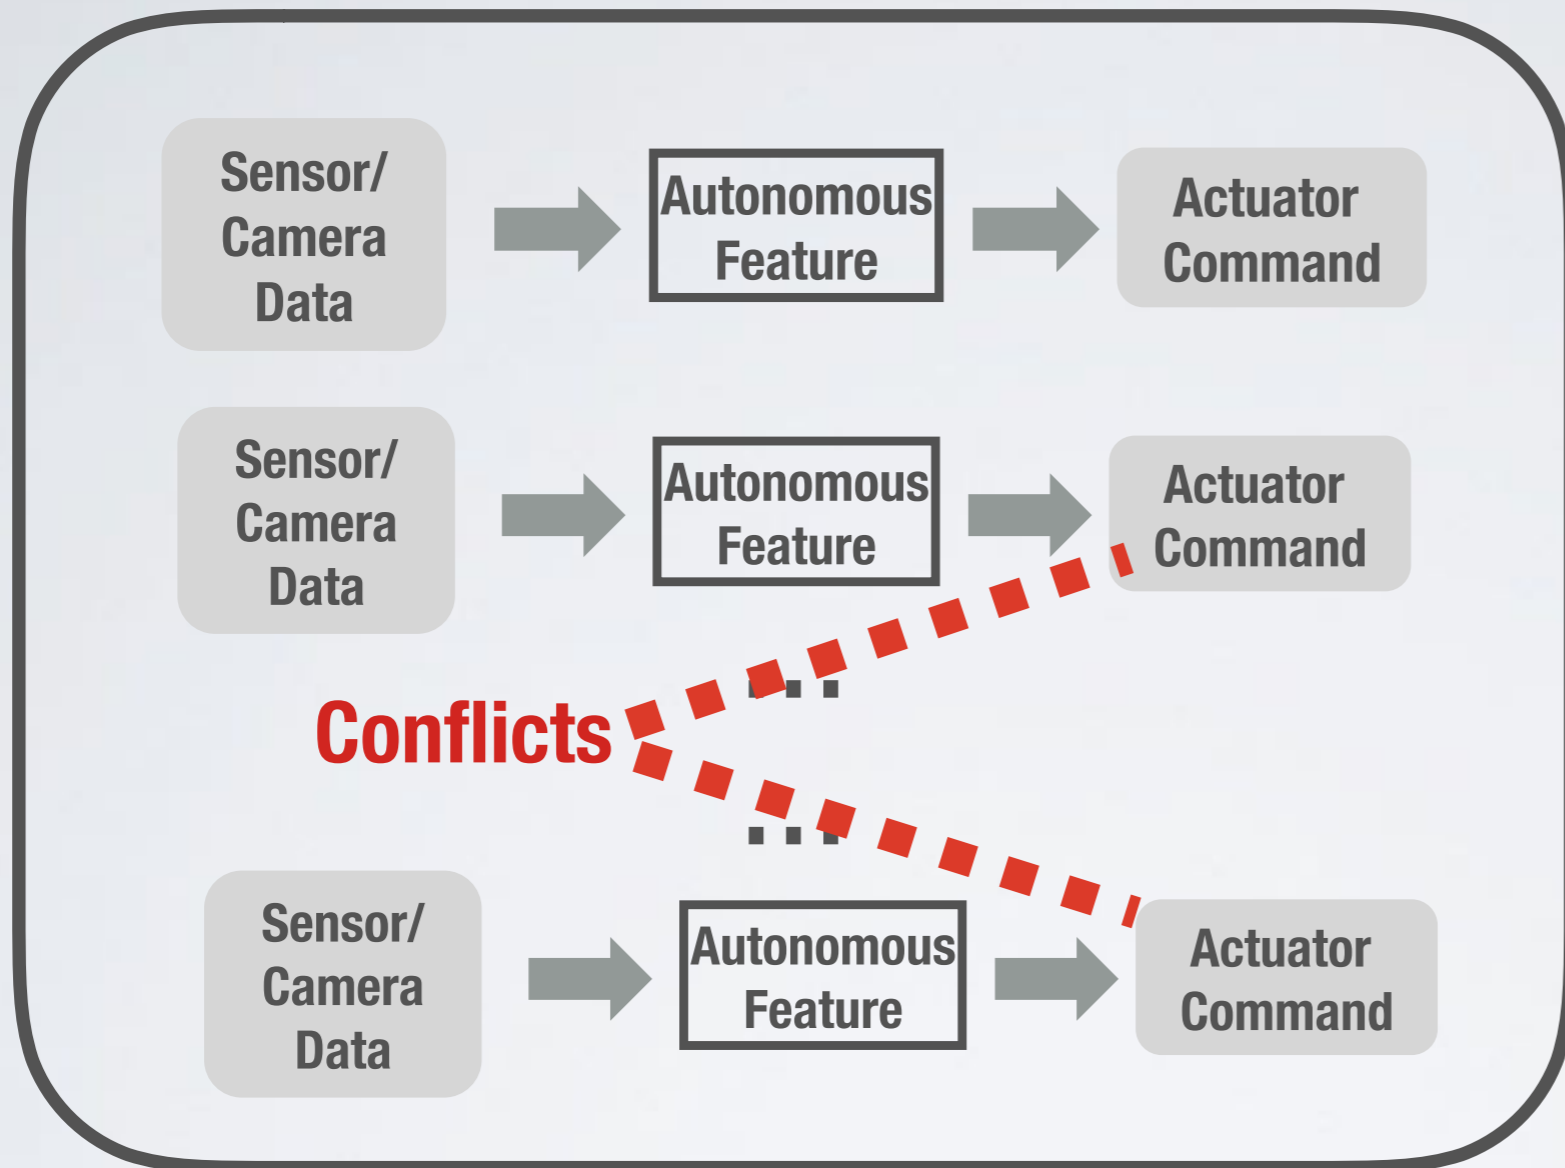 Sensor/
Camera
Data
Autonomous
Feature
Actuator
Command
Sensor/
Camera
Data
Autonomous
Feature
Actuator
Command
...
Conflicts
...
Sensor/
Camera
Data
Autonomous
Feature
Actuator
Command